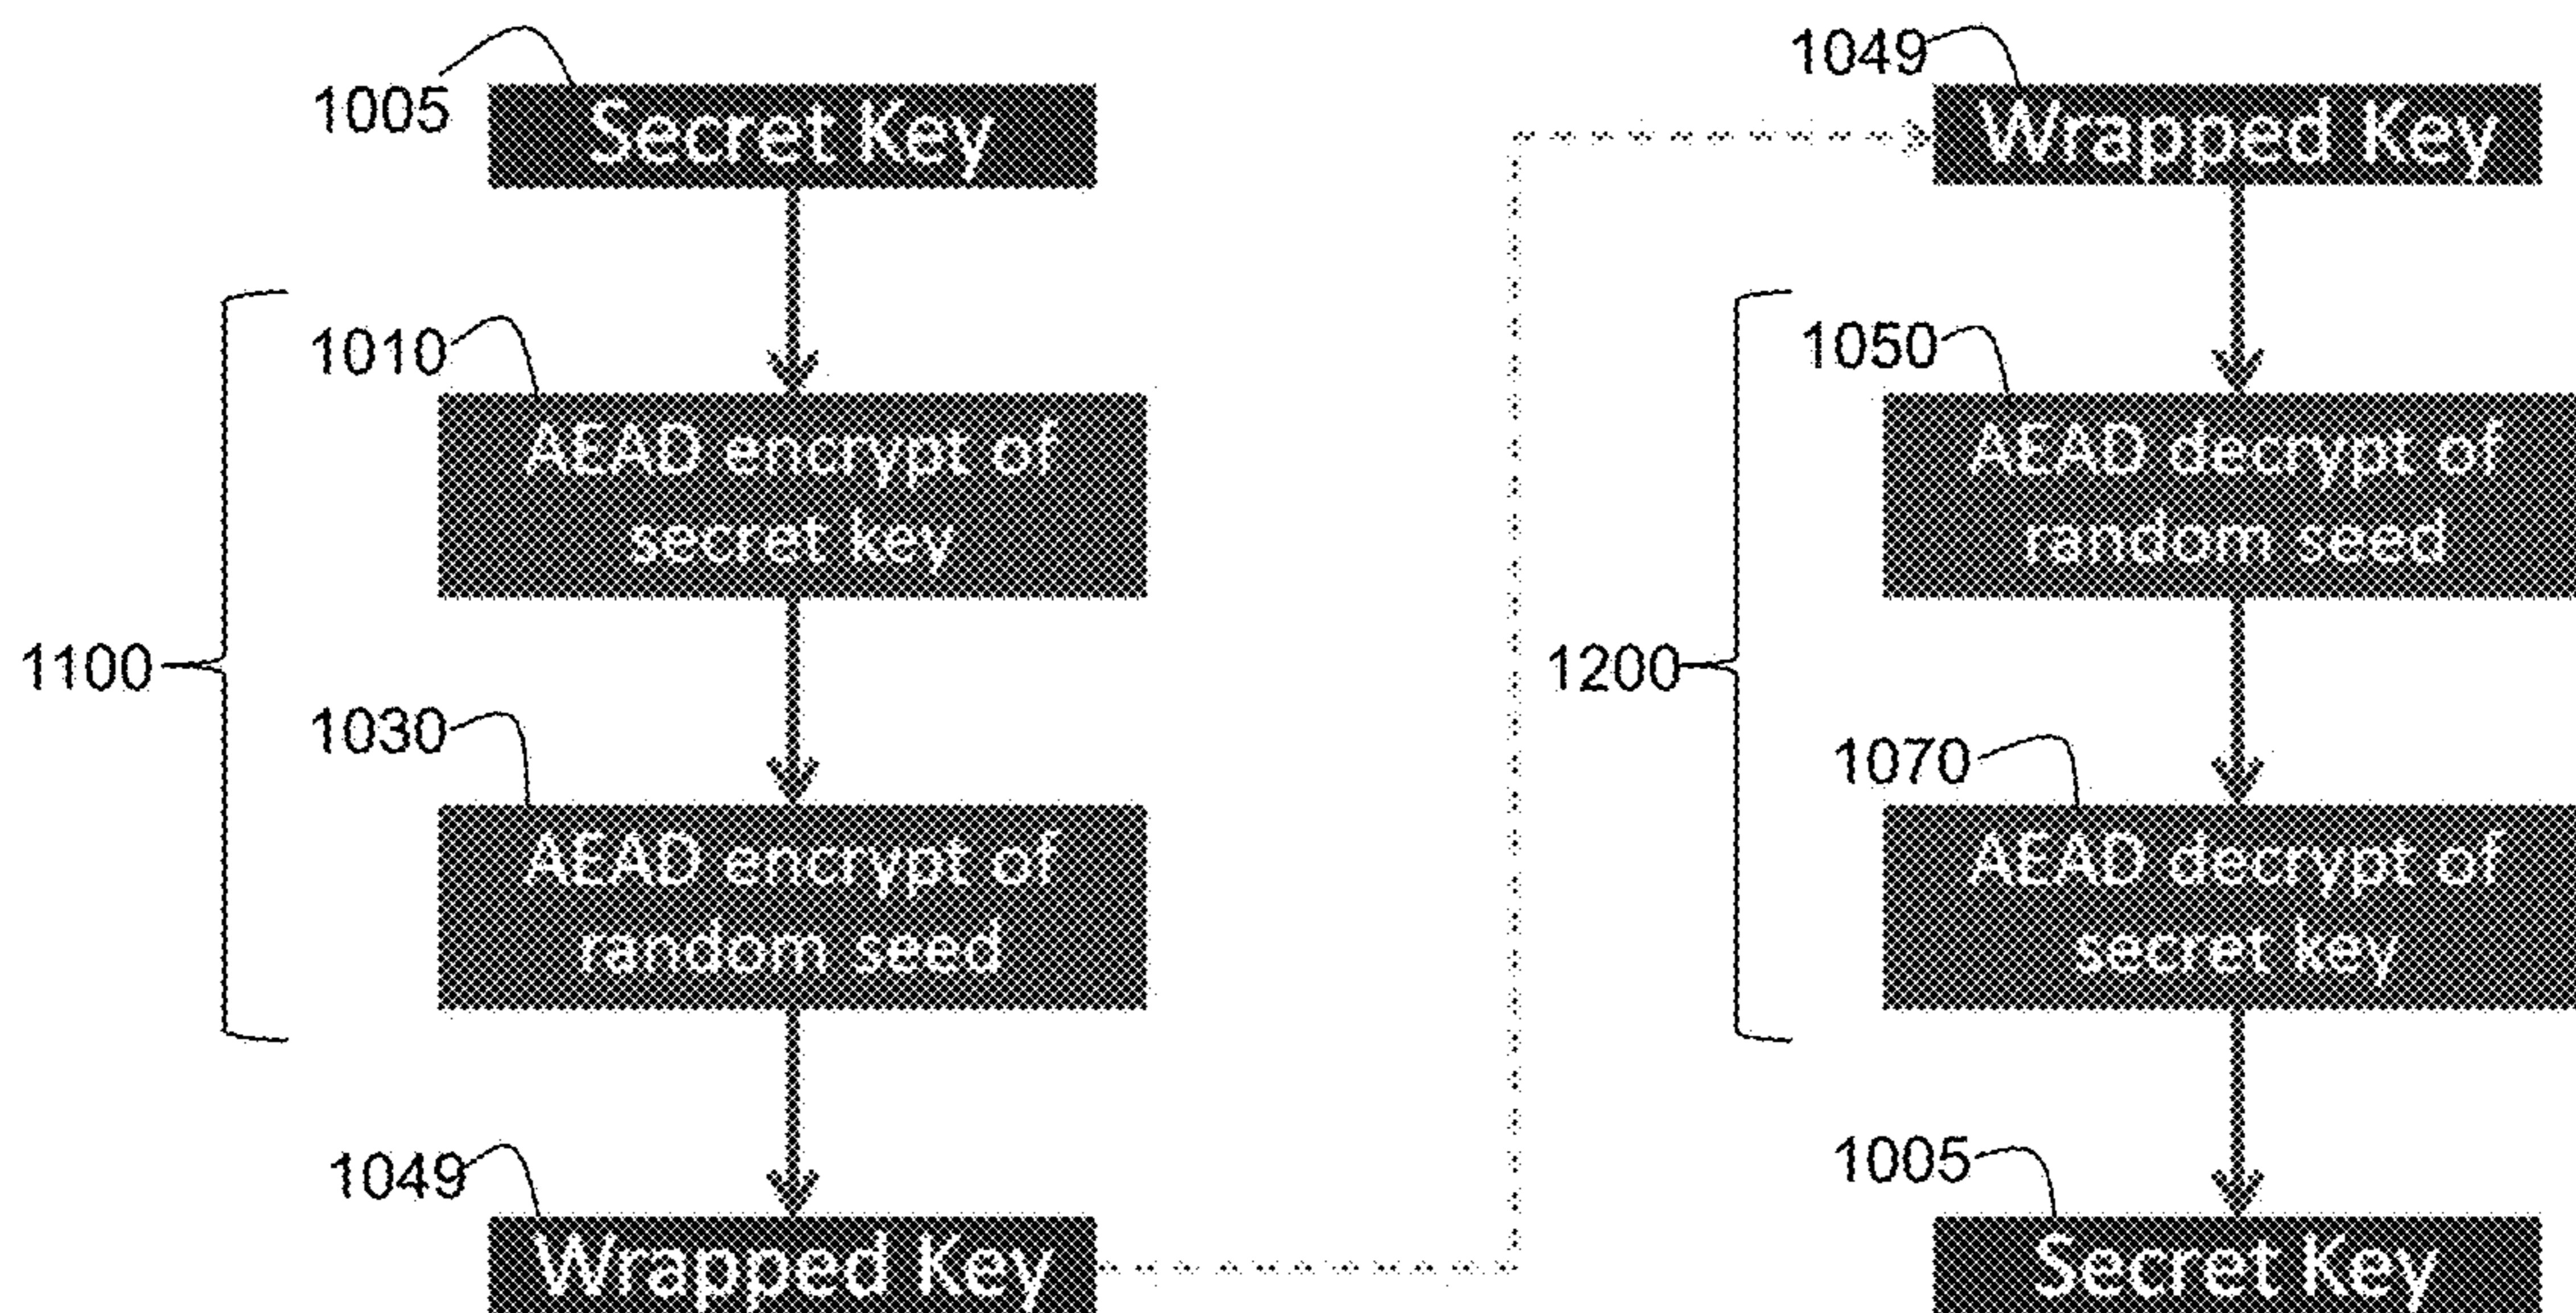 1005
Secret Key
1010
AEAD encrypt of
secret key
1100
1030
AEAD encrypt of
random seed
1049
Wrapped Key
1049
Wrapped Key
1050
AEAD decrypt of
random seed
1200
1070
AEAD decrypt of
secret key
1005
Secret Key